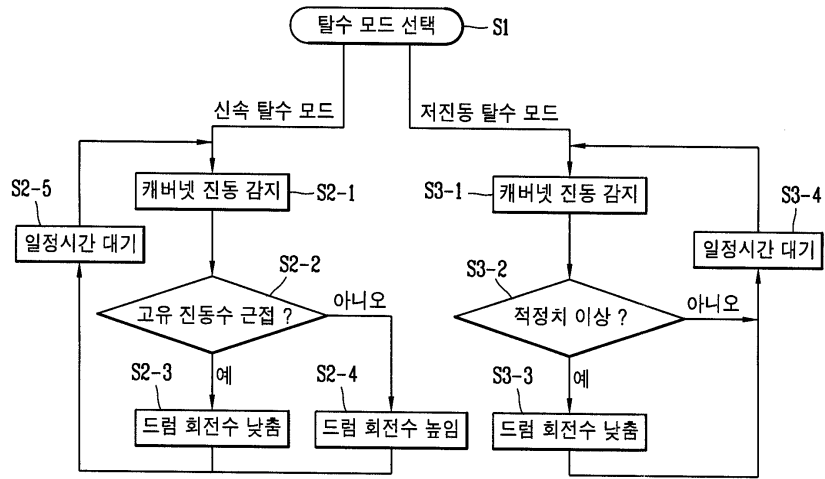 탈수 모드 선택
S1
신속 탈수 모드
저진동 탈수 모드
S2-5
캐버넷 진동 감지
S2-1
S3-1
캐버넷 진동 감지
S3-4
일정시간 대기
일정시간 대기
S2-2
S3-2
고유 진동수 근접 ?
아니오
적정치 이상 ?
아니오
S2-3
예
S2-4
S3-3
예
드럼 회전수 낮춤
드럼 회전수 높임
드럼 회전수 낮춤